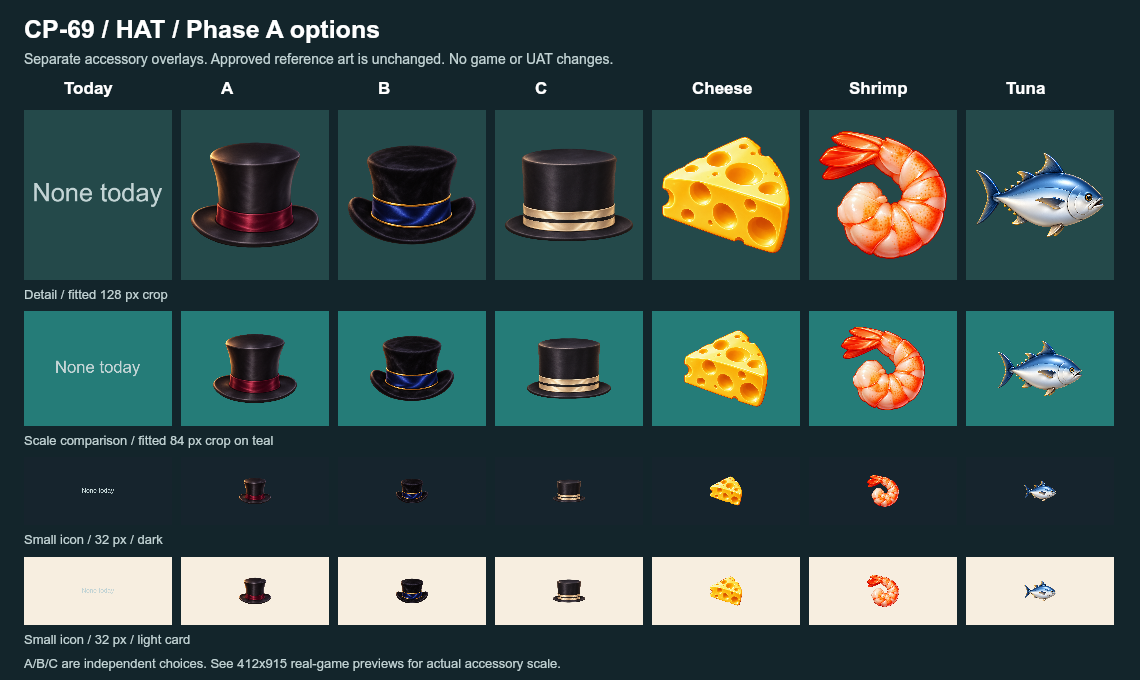 CP-69 / HAT / Phase A options
Separate accessory overlays. Approved reference art is unchanged. No game or UAT changes.
Today A B C Cheese Shrimp Tuna
None today
Detail / fitted 128 px crop
None today
Scale comparison / fitted 84 px crop on teal
None today
Small icon / 32 px / dark
None today
Small icon / 32 px / light card
A/B/C are independent choices. See 412x915 real-game previews for actual accessory scale.